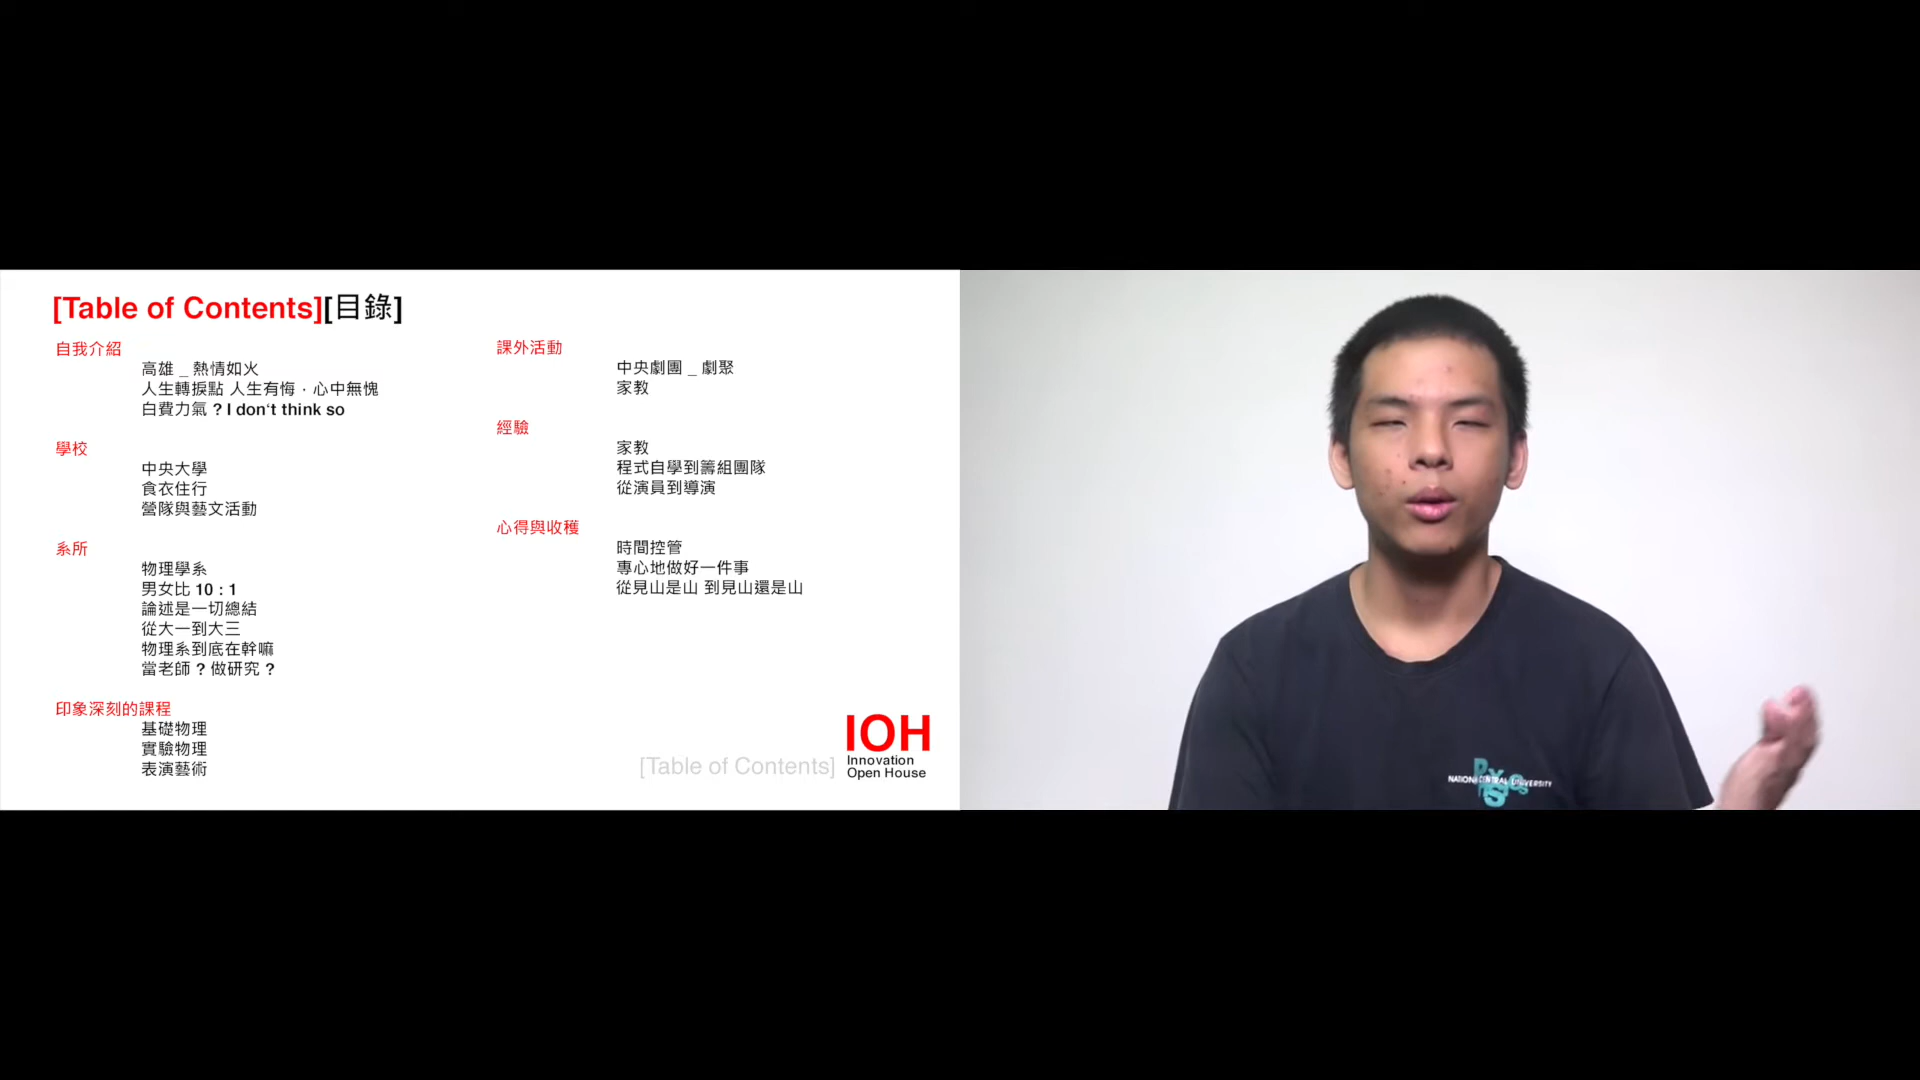 [Table of Contents][目錄]
自我介紹
高雄 _ 熱情如火
人生轉捩點 人生有悔，心中無愧
白費力氣 ? I don't think so
學校
中央大學
食衣住行
營隊與藝文活動
系所
物理學系
男女比 10 : 1
論述是一切總結
從大一到大三
物理系到底在幹嘛
當老師 ? 做研究 ?
印象深刻的課程
基礎物理
實驗物理
表演藝術
課外活動
中央劇團 _ 劇聚
家教
經驗
家教
程式自學到籌組團隊
從演員到導演
心得與收穫
時間控管
專心地做好一件事
從見山是山 到見山還是山
[Table of Contents]
IOH
Innovation
Open House
Physics
NATIONAL CENTRAL UNIVERSITY